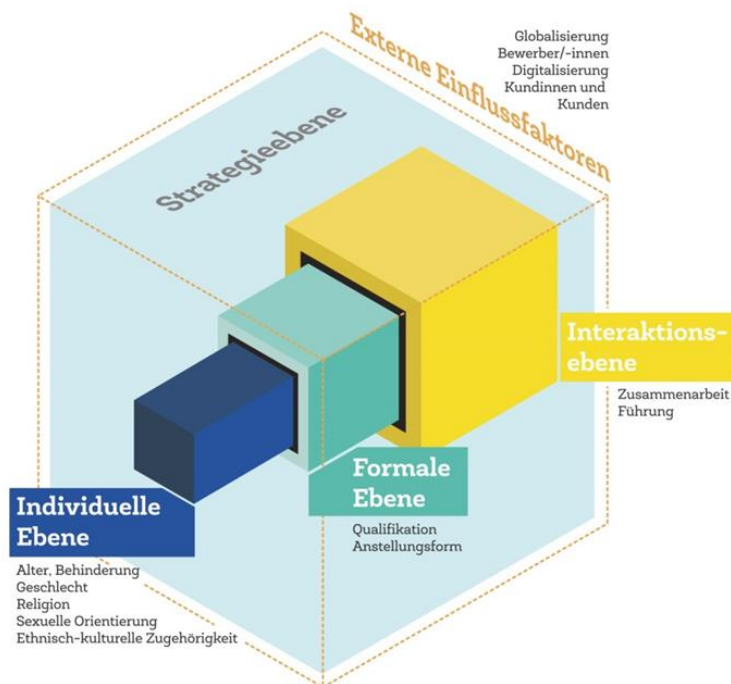 Externe Einflussfaktoren
Globalisierung
Bewerber/-innen
Digitalisierung
Kundinnen und
Kunden
Strategieebene
Interaktions-
ebene
Zusammenarbeit
Führung
Formale
Ebene
Qualifikation
Anstellungsform
Individuelle
Ebene
Alter, Behinderung
Geschlecht
Religion
Sexuelle Orientierung
Ethnisch-kulturelle Zugehörigkeit